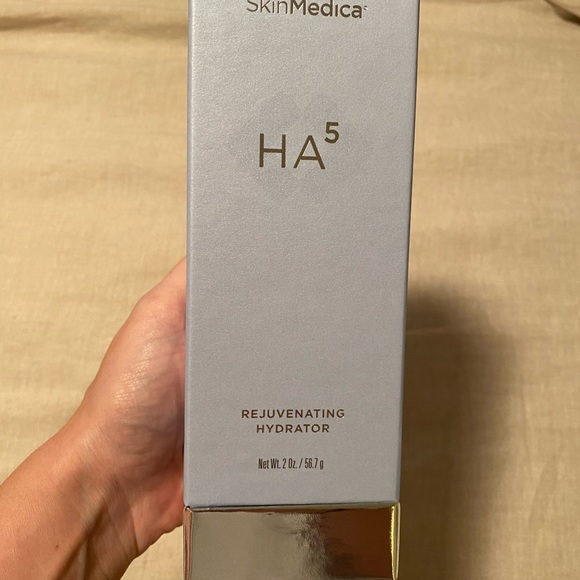 SkinMedica
HA⁵
REJUVENATING
HYDRATOR
Net Wt. 2 Oz. / 56.7 g